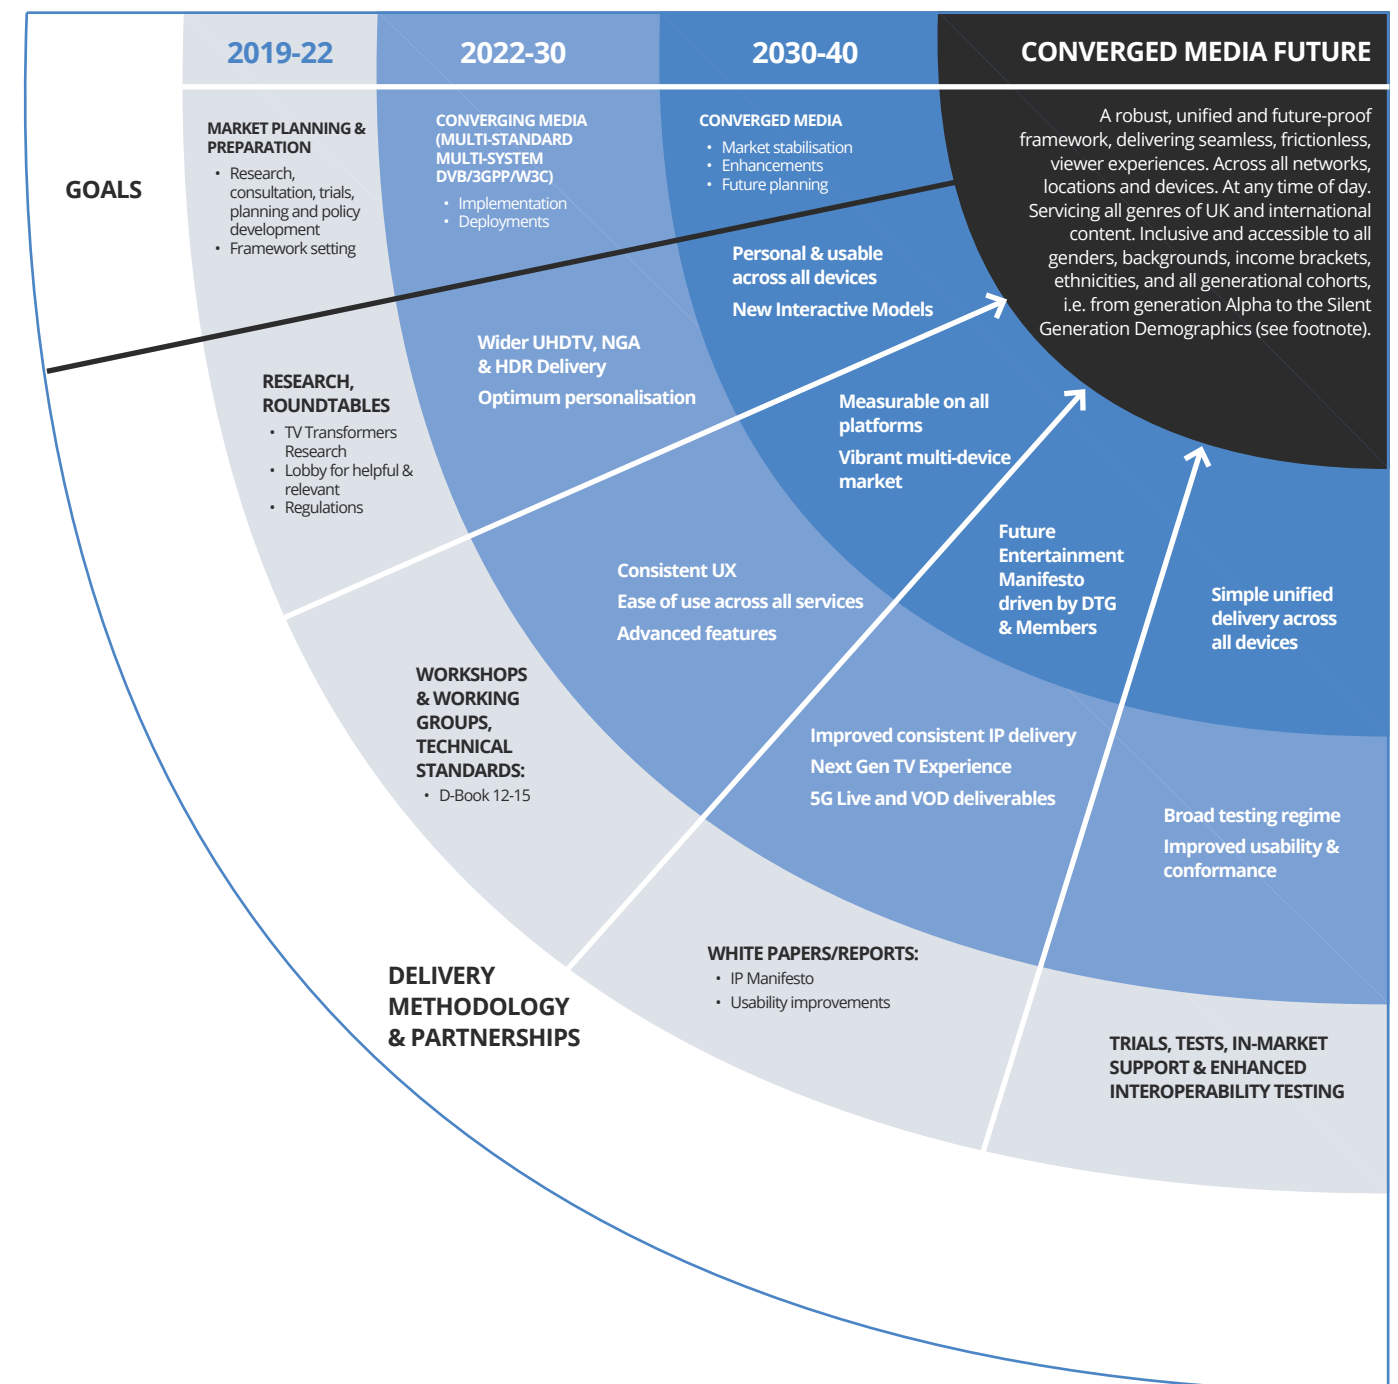 2019-22
2022-30
2030-40
CONVERGED MEDIA FUTURE
GOALS
MARKET PLANNING &
PREPARATION
• Research,
consultation, trials,
planning and policy
development
• Framework setting
CONVERGING MEDIA
(MULTI-STANDARD
MULTI-SYSTEM
DVB/3GPP/W3C)
• Implementation
• Deployments
CONVERGED MEDIA
• Market stabilisation
• Enhancements
• Future planning
A robust, unified and future-proof
framework, delivering seamless, frictionless,
viewer experiences. Across all networks,
locations and devices. At any time of day.
Servicing all genres of UK and international
content. Inclusive and accessible to all
genders, backgrounds, income brackets,
ethnicities, and all generational cohorts,
i.e. from generation Alpha to the Silent
Generation Demographics (see footnote).
DELIVERY
METHODOLOGY
& PARTNERSHIPS
RESEARCH,
ROUNDTABLES
• TV Transformers
Research
• Lobby for helpful &
relevant
• Regulations
Wider UHDTV, NGA
& HDR Delivery
Optimum personalisation
Personal & usable
across all devices
New Interactive Models
WORKSHOPS
& WORKING
GROUPS,
TECHNICAL
STANDARDS:
• D-Book 12-15
Consistent UX
Ease of use across all services
Advanced features
Measurable on all
platforms
Vibrant multi-device
market
WHITE PAPERS/REPORTS:
• IP Manifesto
• Usability improvements
Improved consistent IP delivery
Next Gen TV Experience
5G Live and VOD deliverables
Future
Entertainment
Manifesto
driven by DTG
& Members
TRIALS, TESTS, IN-MARKET
SUPPORT & ENHANCED
INTEROPERABILITY TESTING
Broad testing regime
Improved usability &
conformance
Simple unified
delivery across
all devices